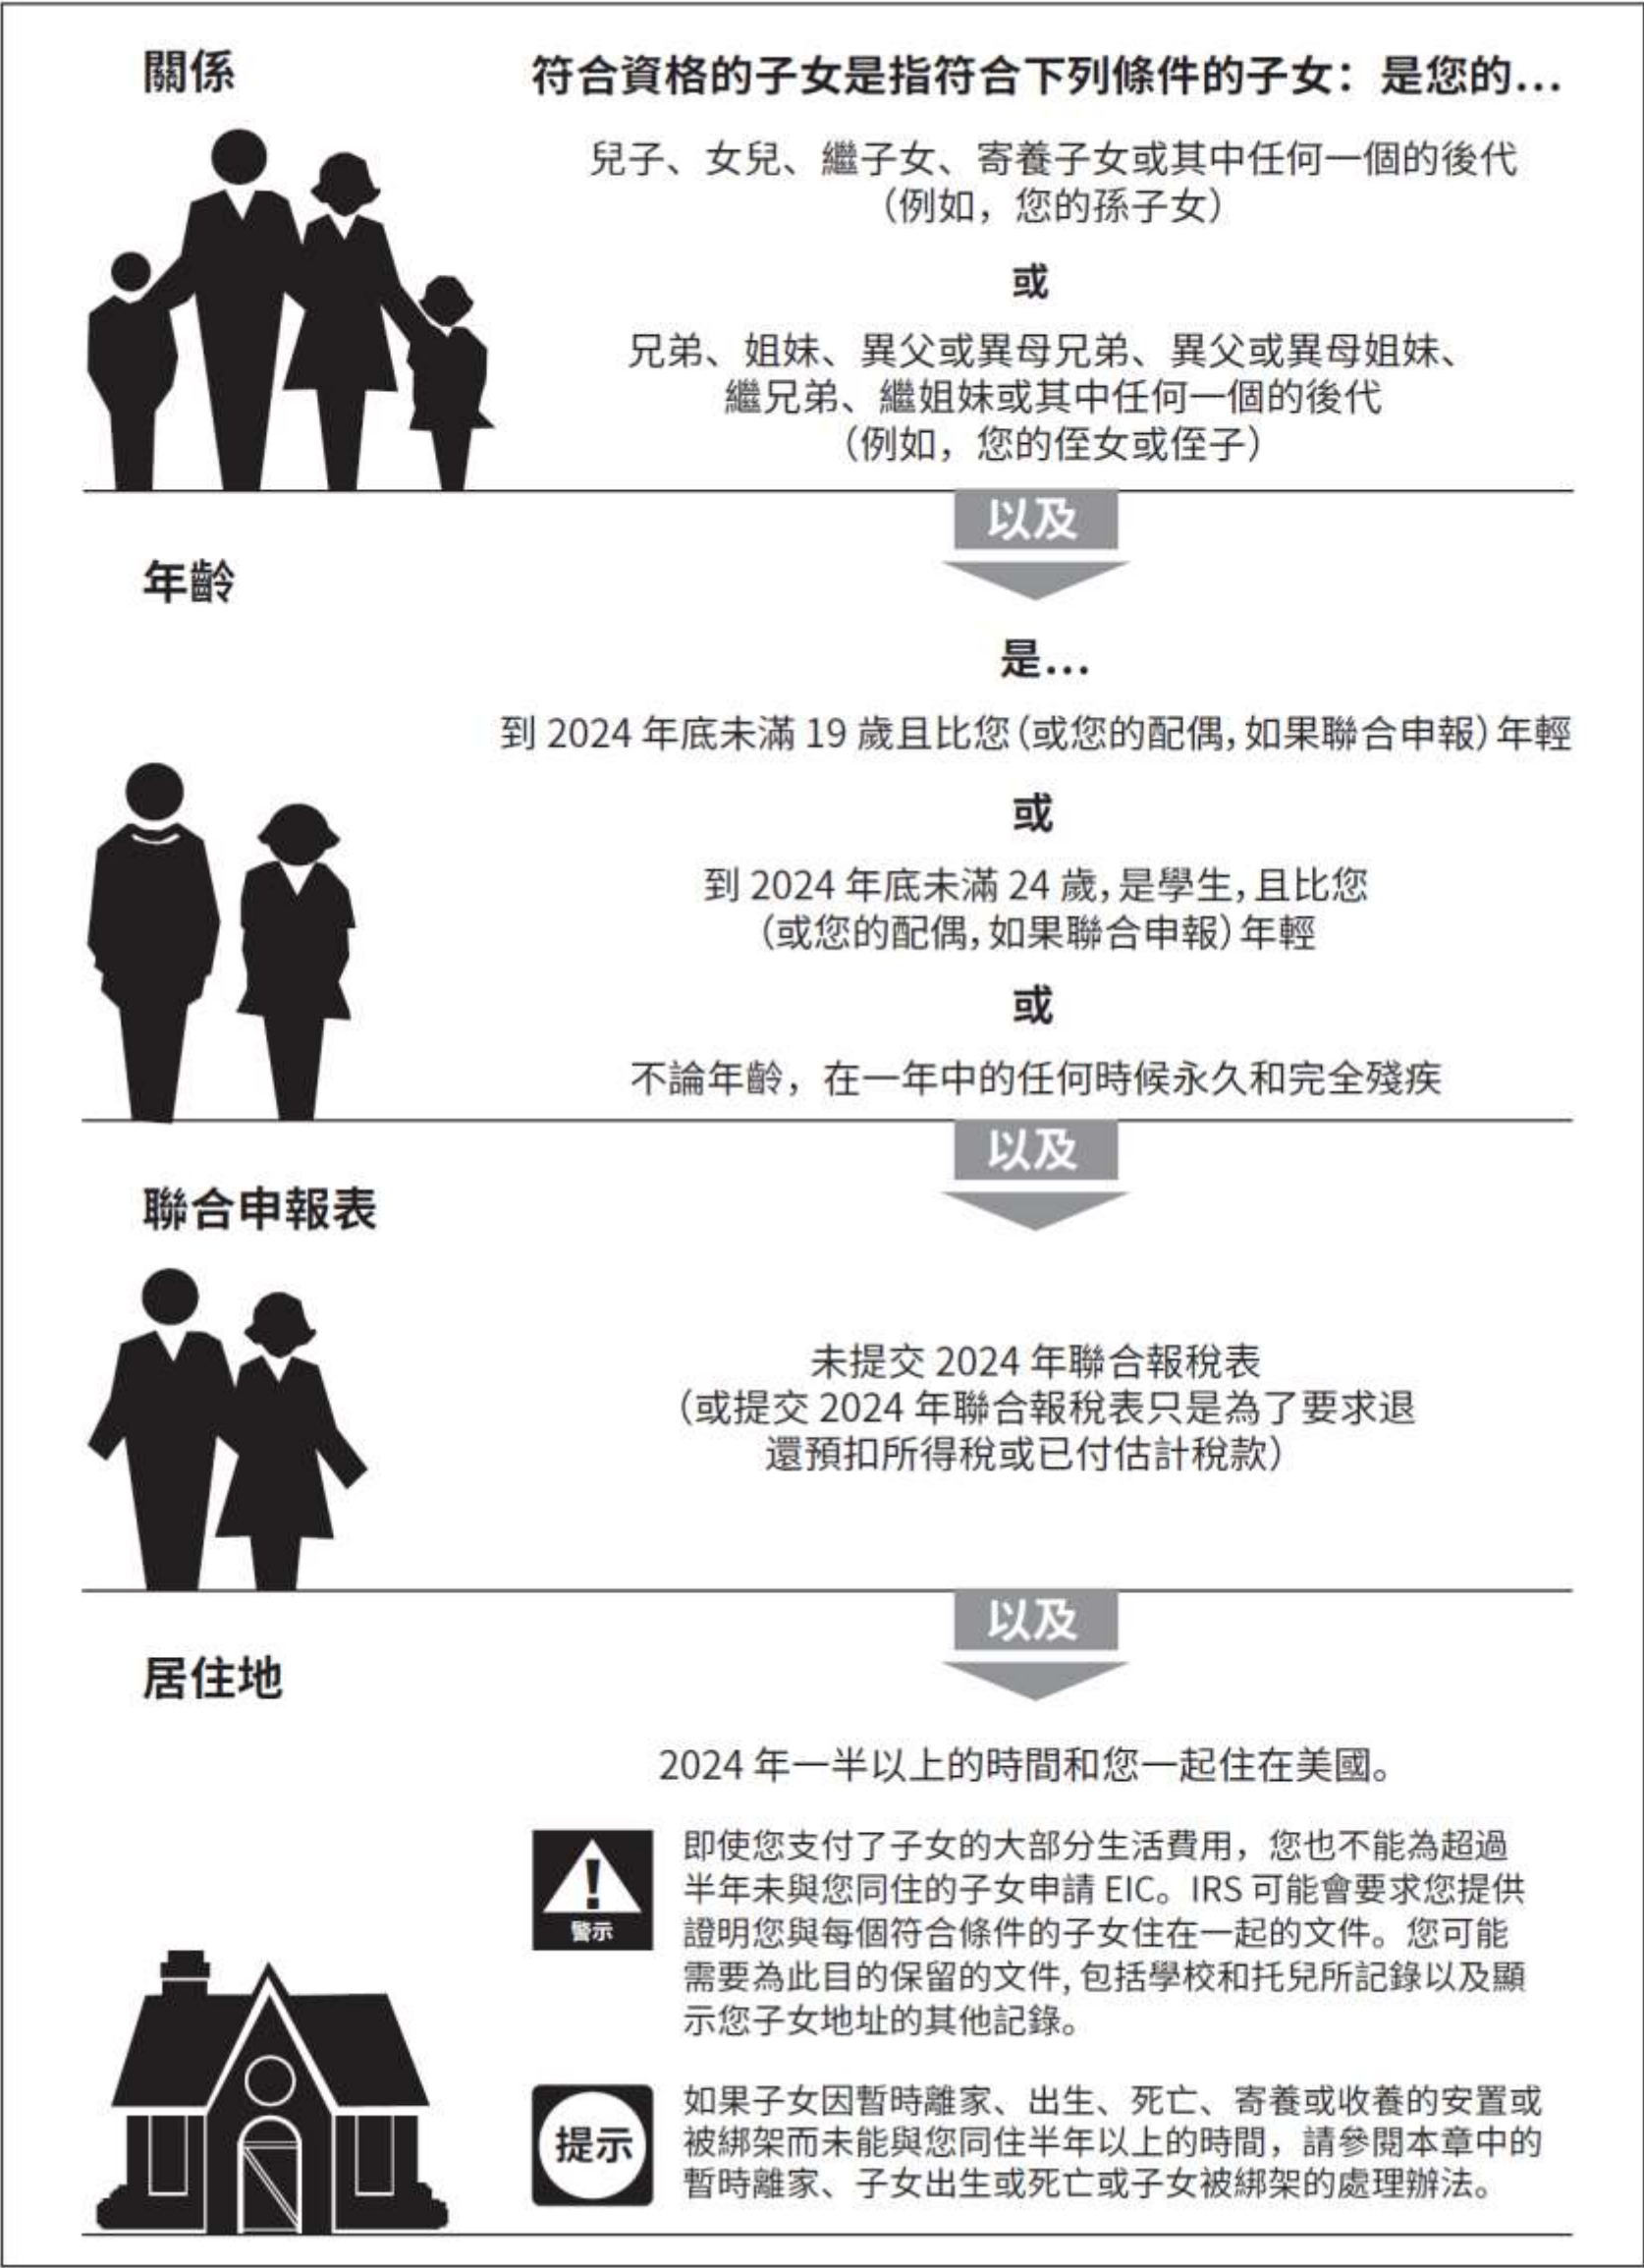 關係
符合資格的子女是指符合下列條件的子女：是您的...
兒子、女兒、繼子女、寄養子女或其中任何一個的後代
（例如，您的孫子女）
或
兄弟、姐妹、異父或異母兄弟、異父或異母姐妹、
繼兄弟、繼姐妹或其中任何一個的後代
（例如，您的侄女或侄子）
以及
年齡
是...
到 2024 年底未滿 19 歲且比您（或您的配偶，如果聯合申報）年輕
或
到 2024 年底未滿 24 歲，是學生，且比您
（或您的配偶，如果聯合申報）年輕
或
不論年齡，在一年中的任何時候永久和完全殘疾
以及
聯合申報表
未提交 2024 年聯合報稅表
（或提交 2024 年聯合報稅表只是為了要求退
還預扣所得稅或已付估計稅款）
以及
居住地
2024 年一半以上的時間和您一起住在美國。
警示
即使您支付了子女的大部分生活費用，您也不能為超過
半年未與您同住的子女申請 EIC。IRS 可能會要求您提供
證明您與每個符合條件的子女住在一起的文件。您可能
需要為此目的保留的文件，包括學校和托兒所記錄以及顯
示您子女地址的其他記錄。
提示
如果子女因暫時離家、出生、死亡、寄養或收養的安置或
被綁架而未能與您同住半年以上的時間，請參閱本章中的
暫時離家、子女出生或死亡或子女被綁架的處理辦法。